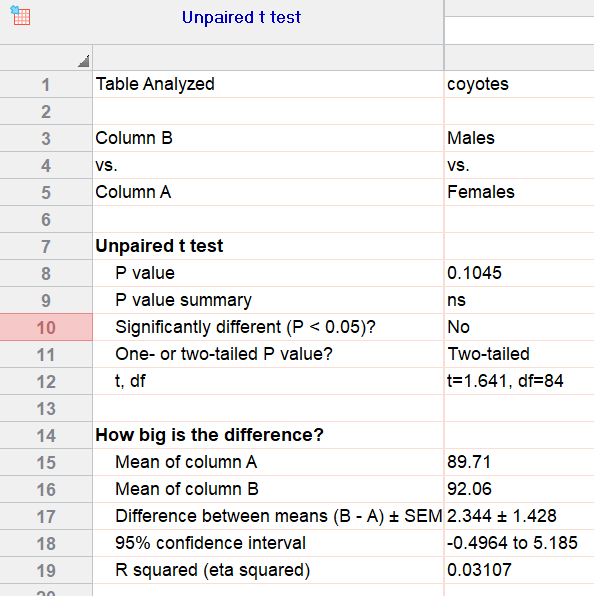 Unpaired t test
1 Table Analyzed coyotes
2
3 Column B Males
4 vs. vs.
5 Column A Females
6
7 Unpaired t test
8 P value 0.1045
9 P value summary ns
10 Significantly different (P < 0.05)? No
11 One- or two-tailed P value? Two-tailed
12 t, df t=1.641, df=84
13
14 How big is the difference?
15 Mean of column A 89.71
16 Mean of column B 92.06
17 Difference between means (B - A) ± SEM 2.344 ± 1.428
18 95% confidence interval -0.4964 to 5.185
19 R squared (eta squared) 0.03107
20